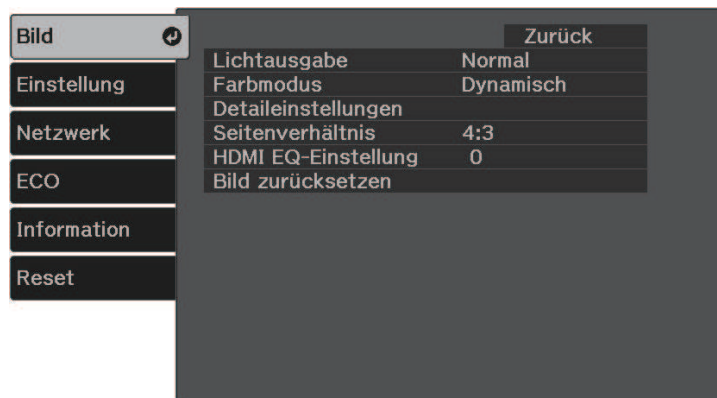 Bild
Einstellung
Netzwerk
ECO
Information
Reset
Zurück
Lichtausgabe Normal
Farbmodus Dynamisch
Detaileinstellungen
Seitenverhältnis 4:3
HDMI EQ-Einstellung 0
Bild zurücksetzen